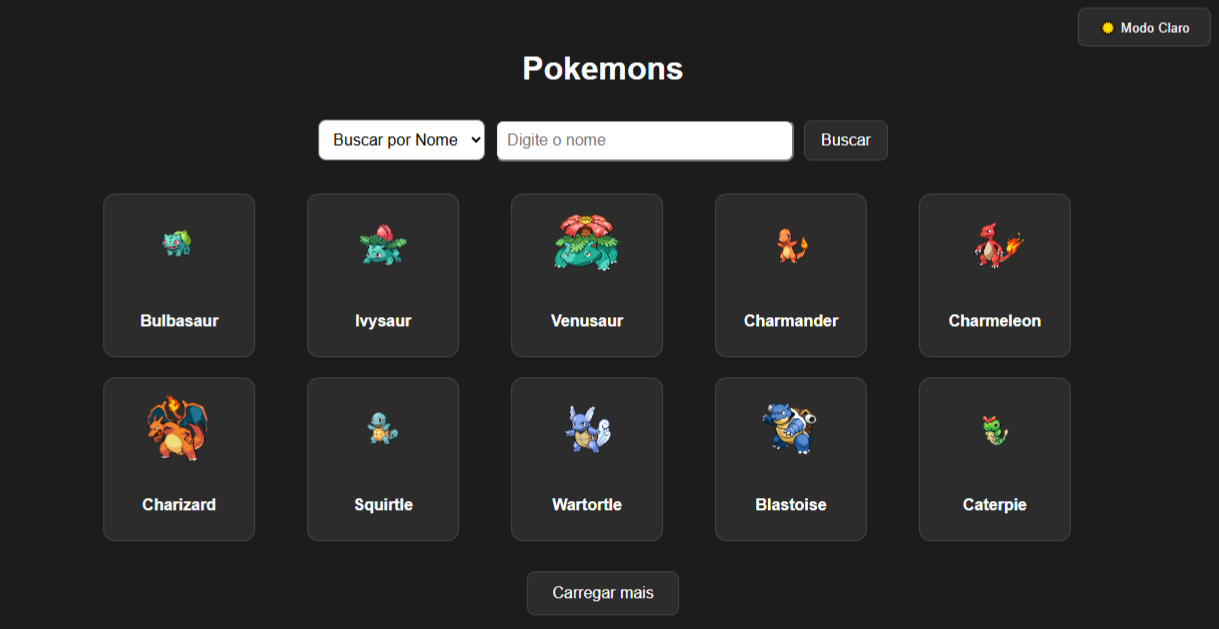 Modo Claro
Pokemons
Buscar por Nome
Digite o nome
Buscar
Bulbasaur
Ivysaur
Venusaur
Charmander
Charmeleon
Charizard
Squirtle
Wartortle
Blastoise
Caterpie
Carregar mais